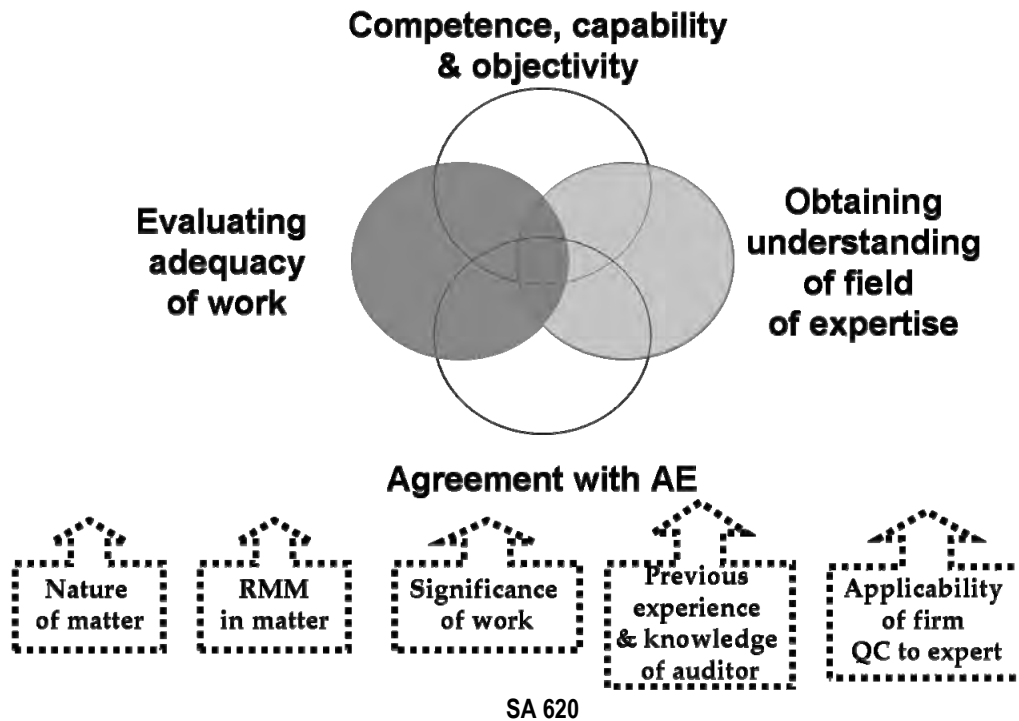 Competence, capability
& objectivity
Evaluating
adequacy
of work
Obtaining
understanding
of field
of expertise
Agreement with AE
Nature
of matter
RMM
in matter
Significance
of work
Previous
experience
& knowledge
of auditor
Applicability
of firm
QC to expert
SA 620